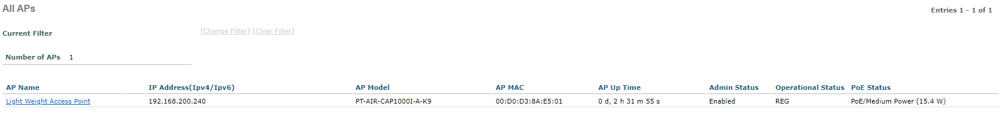 All APs
Entries 1 - 1 of 1
Current Filter [Change Filter] [Clear Filter]
Number of APs 1
AP Name IP Address(Ipv4/Ipv6) AP Model AP MAC AP Up Time Admin Status Operational Status PoE Status
Light Weight Access Point 192.168.200.240 PT-AIR-CAP1000I-A-K9 00:D0:D3:8A:E5:01 0 d, 2 h 31 m 55 s Enabled REG PoE/Medium Power (15.4 W)